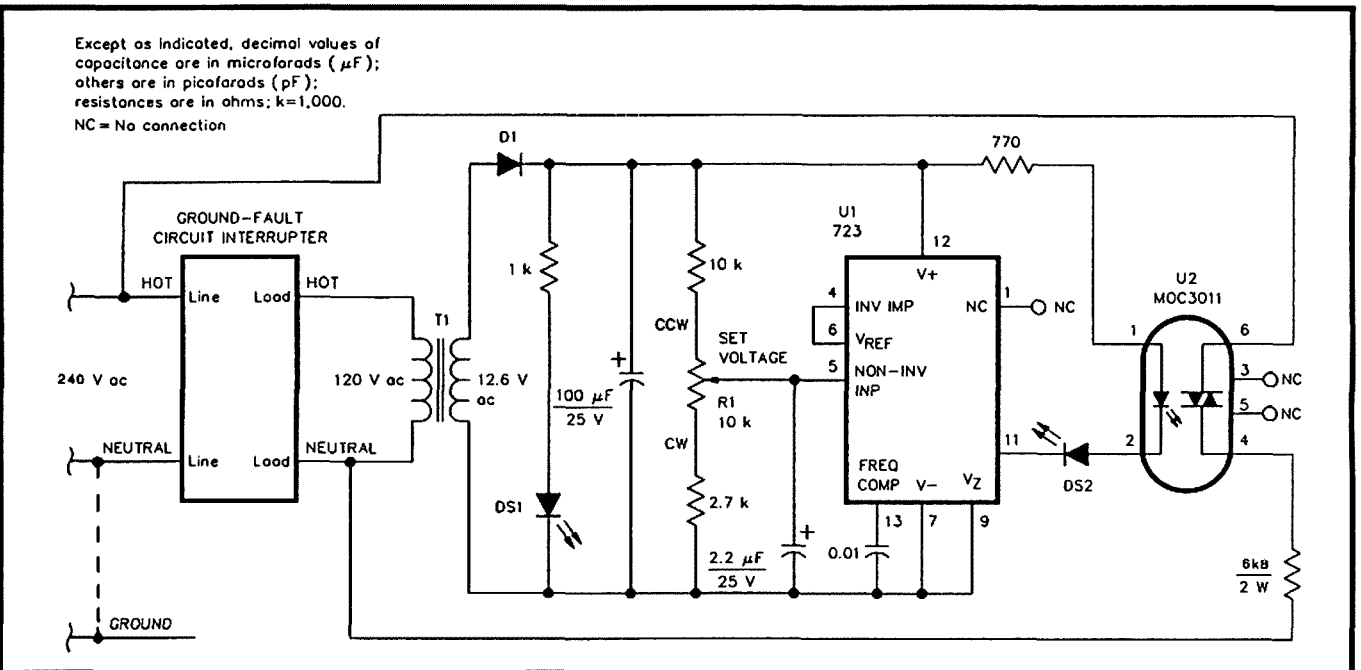 Except as Indicated, decimal values of
capacitance are in microfarads ( µF);
others are in picofarads ( pF);
resistances are in ohms; k=1,000.
NC = No connection
D1
770
GROUND-FAULT
CIRCUIT INTERRUPTER
U1
723
12
HOT
HOT
Line
Load
T1
1 k
10 k
V+
4
INV IMP
NC
1
NC
U2
MOC3011
CCW
SET
VOLTAGE
6
VREF
1
6
240 V ac
120 V ac
12.6 V
ac
+
100 µF
25 V
R1
10 k
5
NON-INV
INP
3
NC
5
NC
CW
NEUTRAL
NEUTRAL
Line
Load
11
2
4
DS2
DS1
2.7 k
FREQ
COMP
V-
VZ
13
7
9
+
2.2 µF
25 V
0.01
6k8
2 W
GROUND